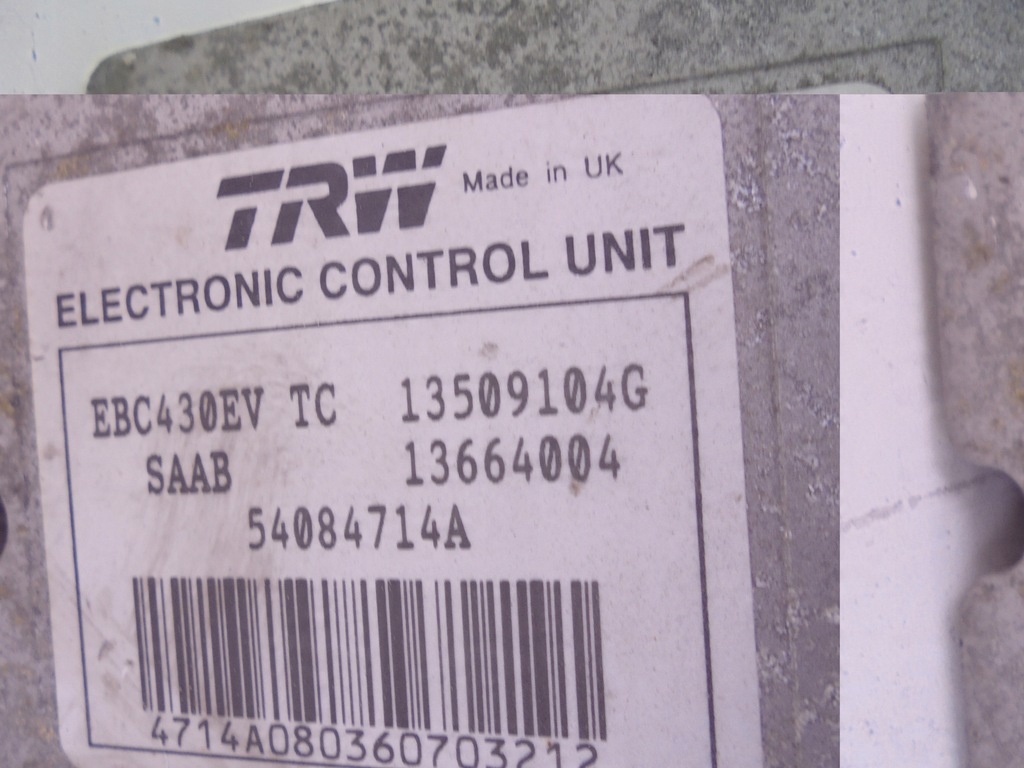 TRW Made in UK
ELECTRONIC CONTROL UNIT
EBC430EV TC 13509104G
SAAB 13664004
54084714A
4714A080360703212